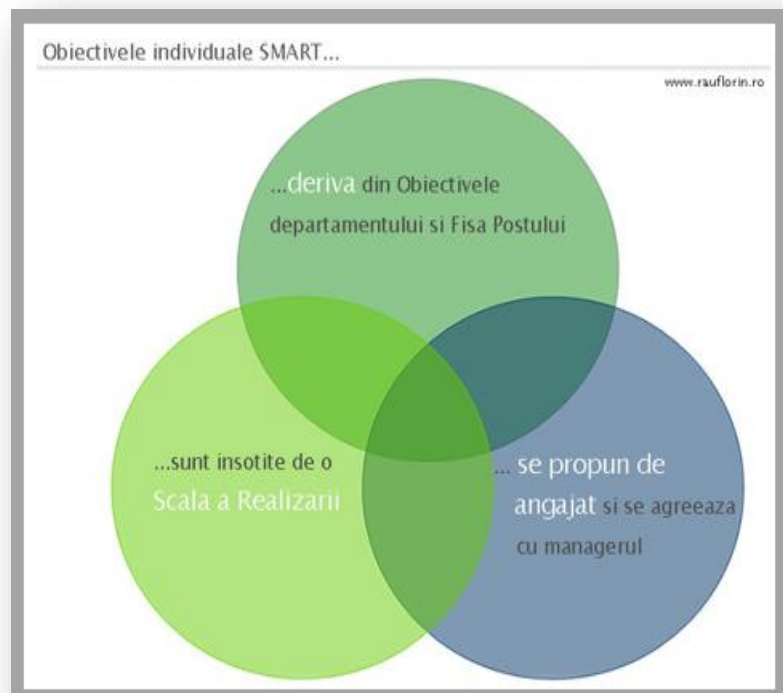 Obiectivele individuale SMART...
www.rauflorin.ro
...deriva din Obiectivele
departamentului si Fisa Postului
...sunt insotite de o
Scala a Realizarii
... se propun de
angajat si se agreeaza
cu managerul